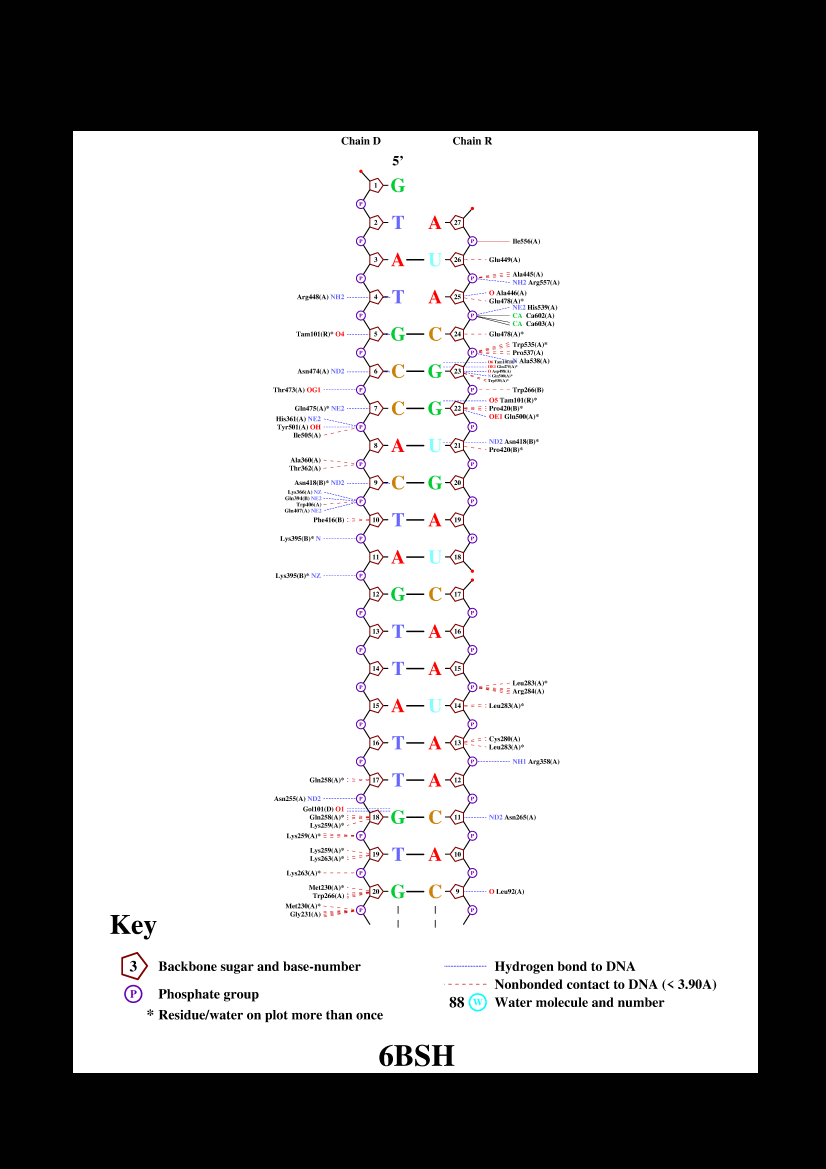 Chain D Chain R
5’
1 G
P
2 T A 27
P P Ile556(A)
3 A U 26 Glu449(A)
P P Ala445(A)
NH2 Arg557(A)
Arg448(A) NH2 4 T A 25 O Ala446(A)
Glu478(A)*
P P NE2 His539(A)
CA Ca602(A)
CA Ca603(A)
Tam101(R)* O4 5 G C 24 Glu478(A)*
P P Trp535(A)*
Pro537(A)
N Ala538(A)
Asn474(A) ND2 6 C G 23
Thr473(A) OG1 P P Trp266(B)
Gln475(A)* NE2 7 C G 22 O5 Tam101(R)*
Pro420(B)*
OE1 Gln500(A)*
His361(A) NE2
Tyr501(A) OH P P
Ile505(A)
8 A U 21 ND2 Asn418(B)*
Pro420(B)*
Ala360(A)
Thr362(A) P P
Asn418(B)* ND2 9 C G 20
Lys366(A) NZ
Gln394(B) NE2 P P
Trp406(A)
Gln407(A) NE2
Phe416(B) 10 T A 19
Lys395(B)* N P P
11 A U 18
Lys395(B)* NZ P
12 G C 17
P P
13 T A 16
P P
14 T A 15
P P Leu283(A)*
Arg284(A)
15 A U 14 Leu283(A)*
P P
16 T A 13 Cys280(A)
Leu283(A)*
P P NH1 Arg358(A)
Gln258(A)* 17 T A 12
Asn255(A) ND2 P P
Gol101(D) O1
Gln258(A)* 18 G C 11 ND2 Asn265(A)
Lys259(A)*
Lys259(A)* P P
Lys259(A)* 19 T A 10
Lys263(A)*
Lys263(A)* P P
Met230(A)* 20 G C 9 O Leu92(A)
Trp266(A)
Met230(A)* P P
Gly231(A)
Key
3 Backbone sugar and base-number
P Phosphate group
* Residue/water on plot more than once
Hydrogen bond to DNA
Nonbonded contact to DNA (< 3.90A)
88 W Water molecule and number
6BSH